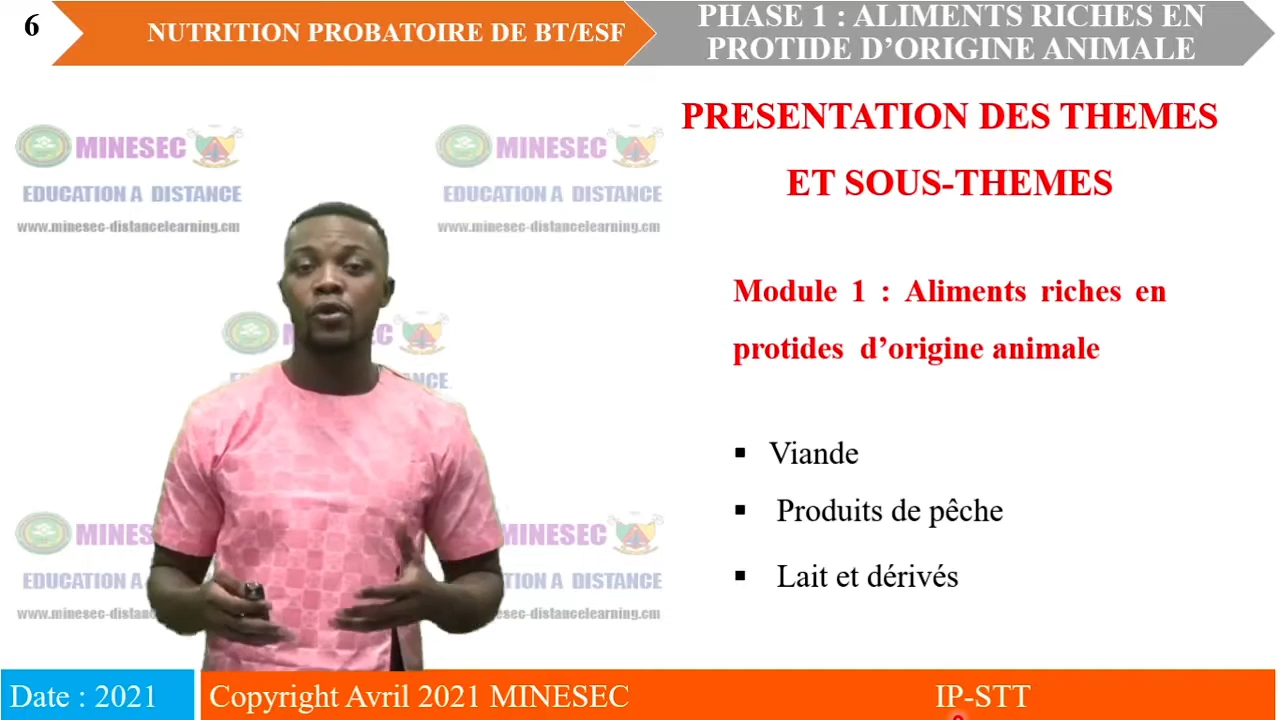 6
NUTRITION PROBATOIRE DE BT/ESF
PHASE 1 : ALIMENTS RICHES EN
PROTIDE D’ORIGINE ANIMALE
PRESENTATION DES THEMES
ET SOUS-THEMES
MINESEC
EDUCATION A DISTANCE
www.minesec-distancelearning.cm
MINESEC
EDUCATION A DISTANCE
www.minesec-distancelearning.cm
Module 1 : Aliments riches en
protides d’origine animale
▪ Viande
▪ Produits de pêche
▪ Lait et dérivés
MINESEC
EDUCATION A DISTANCE
Date : 2021
Copyright Avril 2021 MINESEC
IP-STT